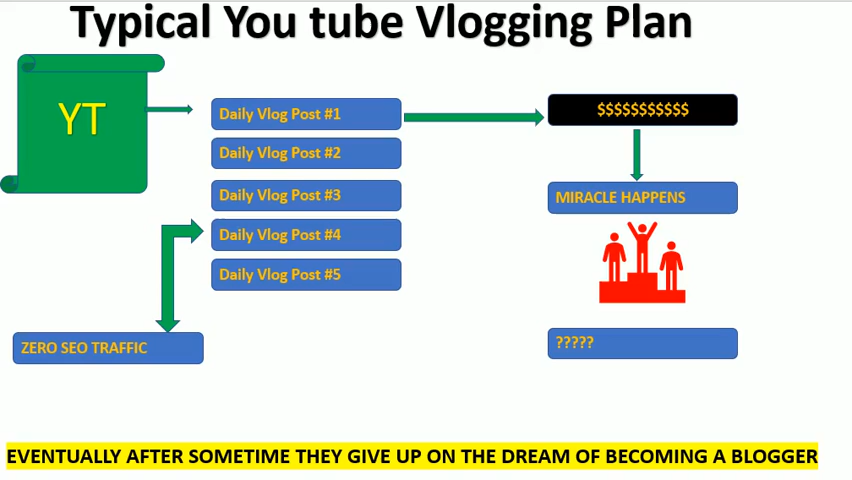 Typical You tube Vlogging Plan
YT
Daily Vlog Post #1
Daily Vlog Post #2
Daily Vlog Post #3
Daily Vlog Post #4
Daily Vlog Post #5
ZERO SEO TRAFFIC
$$$$$$$$$$$
MIRACLE HAPPENS
?????
EVENTUALLY AFTER SOMETIME THEY GIVE UP ON THE DREAM OF BECOMING A BLOGGER